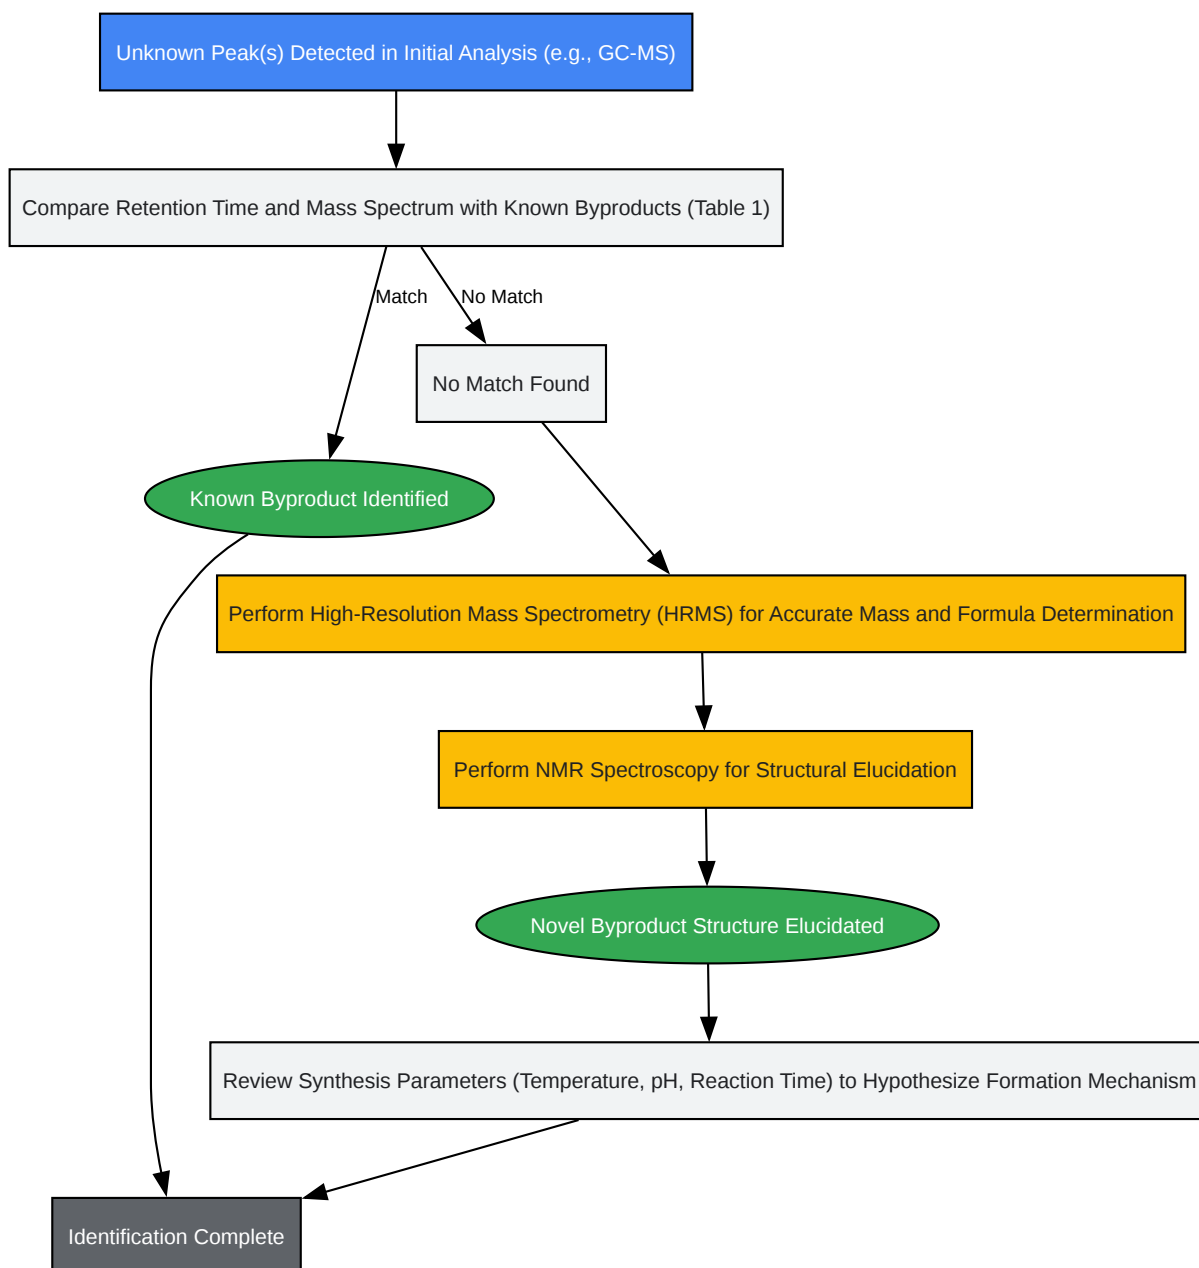 Unknown Peak(s) Detected in Initial Analysis (e.g., GC-MS)
Compare Retention Time and Mass Spectrum with Known Byproducts (Table 1)
Match
No Match
No Match Found
Known Byproduct Identified
Perform High-Resolution Mass Spectrometry (HRMS) for Accurate Mass and Formula Determination
Perform NMR Spectroscopy for Structural Elucidation
Novel Byproduct Structure Elucidated
Review Synthesis Parameters (Temperature, pH, Reaction Time) to Hypothesize Formation Mechanism
Identification Complete